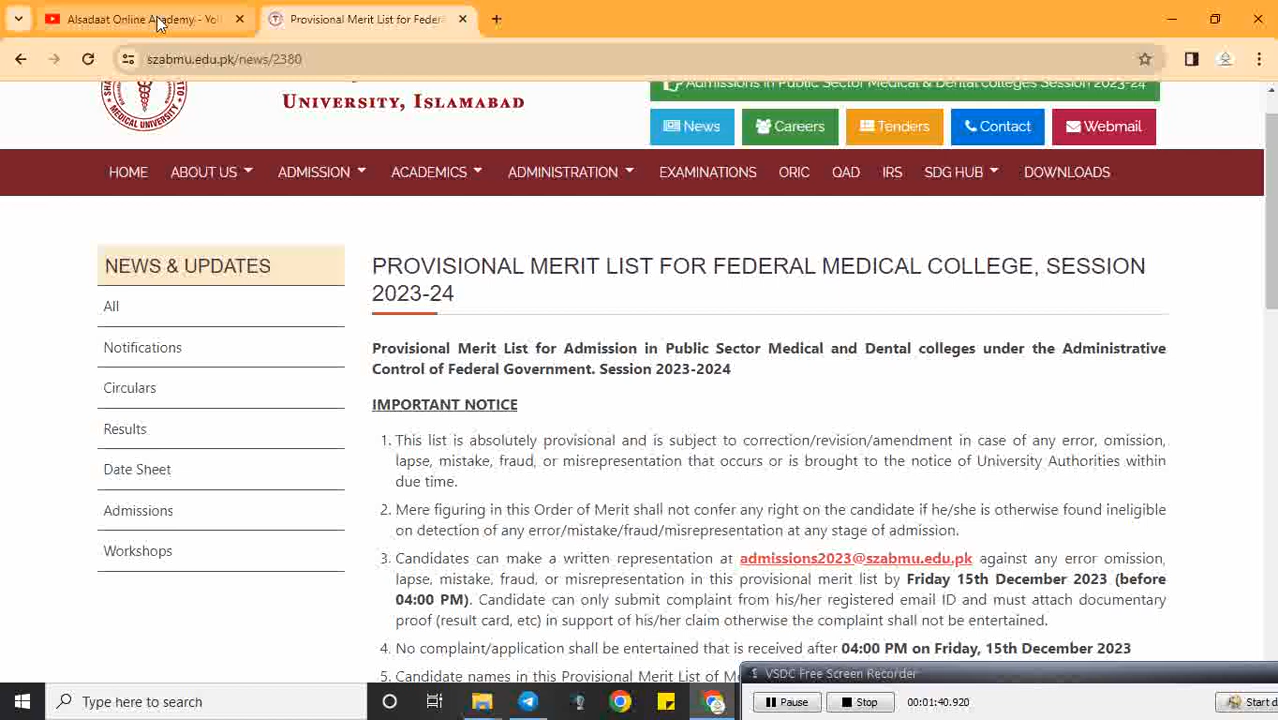 Alsadaat Online Academy - You
Provisional Merit List for Federa
szabmu.edu.pk/news/2380
UNIVERSITY, ISLAMABAD
Admissions in Public Sector Medical & Dental colleges Session 2023-24
News
Careers
Tenders
Contact
Webmail
HOME ABOUT US ADMISSION ACADEMICS ADMINISTRATION EXAMINATIONS ORIC QAD IRS SDG HUB DOWNLOADS
NEWS & UPDATES
All
Notifications
Circulars
Results
Date Sheet
Admissions
Workshops
PROVISIONAL MERIT LIST FOR FEDERAL MEDICAL COLLEGE, SESSION
2023-24
Provisional Merit List for Admission in Public Sector Medical and Dental colleges under the Administrative
Control of Federal Government. Session 2023-2024
IMPORTANT NOTICE
1. This list is absolutely provisional and is subject to correction/revision/amendment in case of any error, omission,
lapse, mistake, fraud, or misrepresentation that occurs or is brought to the notice of University Authorities within
due time.
2. Mere figuring in this Order of Merit shall not confer any right on the candidate if he/she is otherwise found ineligible
on detection of any error/mistake/fraud/misrepresentation at any stage of admission.
3. Candidates can make a written representation at admissions2023@szabmu.edu.pk against any error omission,
lapse, mistake, fraud, or misrepresentation in this provisional merit list by Friday 15th December 2023 (before
04:00 PM). Candidate can only submit complaint from his/her registered email ID and must attach documentary
proof (result card, etc) in support of his/her claim otherwise the complaint shall not be entertained.
4. No complaint/application shall be entertained that is received after 04:00 PM on Friday, 15th December 2023
5. Candidate names in this Provisional Merit List of M
VSDC Free Screen Recorder
Pause
Stop
00:01:40.920
Start d
Type here to search